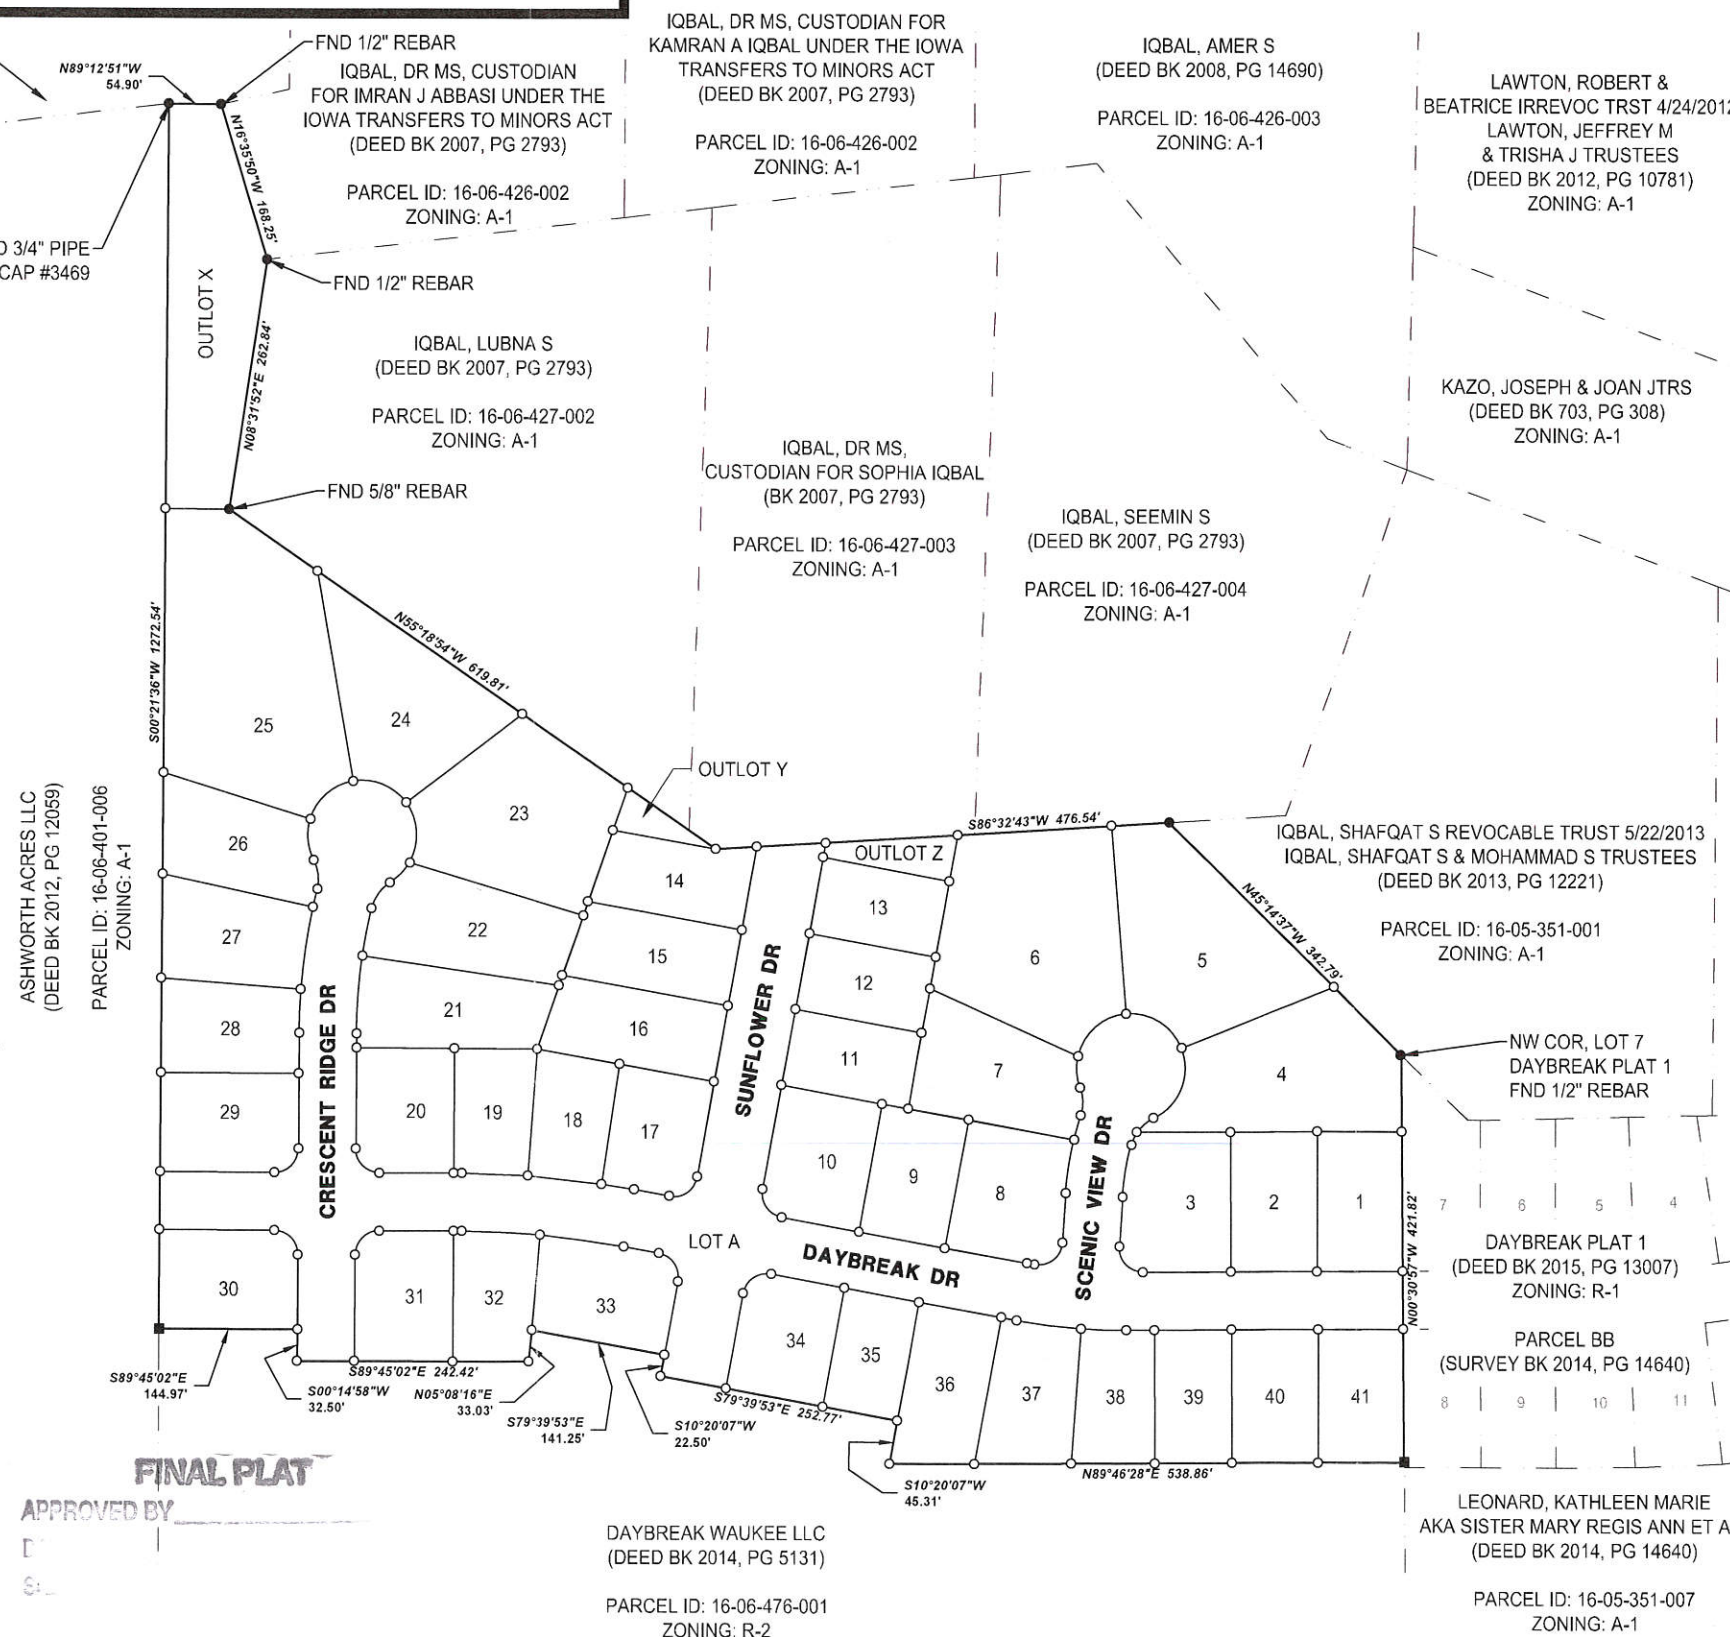 N89°12'51"W
54.90'
FND 1/2" REBAR
IQBAL, DR MS, CUSTODIAN
FOR IMRAN J ABBASI UNDER THE
IOWA TRANSFERS TO MINORS ACT
(DEED BK 2007, PG 2793)
PARCEL ID: 16-06-426-002
ZONING: A-1
IQBAL, DR MS, CUSTODIAN FOR
KAMRAN A IQBAL UNDER THE IOWA
TRANSFERS TO MINORS ACT
(DEED BK 2007, PG 2793)
PARCEL ID: 16-06-426-002
ZONING: A-1
IQBAL, AMER S
(DEED BK 2008, PG 14690)
PARCEL ID: 16-06-426-003
ZONING: A-1
LAWTON, ROBERT &
BEATRICE IRREVOC TRST 4/24/2012
LAWTON, JEFFREY M
& TRISHA J TRUSTEES
(DEED BK 2012, PG 10781)
ZONING: A-1
N16°35'50"W 168.25'
3/4" PIPE
CAP #3469
OUTLOT X
FND 1/2" REBAR
N08°31'52"E 262.84'
IQBAL, LUBNA S
(DEED BK 2007, PG 2793)
PARCEL ID: 16-06-427-002
ZONING: A-1
FND 5/8" REBAR
IQBAL, DR MS,
CUSTODIAN FOR SOPHIA IQBAL
(BK 2007, PG 2793)
PARCEL ID: 16-06-427-003
ZONING: A-1
IQBAL, SEEMIN S
(DEED BK 2007, PG 2793)
PARCEL ID: 16-06-427-004
ZONING: A-1
KAZO, JOSEPH & JOAN JTRS
(DEED BK 703, PG 308)
ZONING: A-1
S00°21'36"W 1272.54'
N55°18'54"W 619.81'
25
24
23
OUTLOT Y
S86°32'43"W 476.54'
OUTLOT Z
IQBAL, SHAFQAT S REVOCABLE TRUST 5/22/2013
IQBAL, SHAFQAT S & MOHAMMAD S TRUSTEES
(DEED BK 2013, PG 12221)
PARCEL ID: 16-05-351-001
ZONING: A-1
N45°14'37"W 342.79'
ASHWORTH ACRES LLC
(DEED BK 2012, PG 12059)
PARCEL ID: 16-06-401-006
ZONING: A-1
26
14
13
22
27
15
6
5
12
21
16
28
11
7
4
NW COR, LOT 7
DAYBREAK PLAT 1
FND 1/2" REBAR
CRESCENT RIDGE DR
SUNFLOWER DR
SCENIC VIEW DR
29
20
19
18
17
10
9
8
3
2
1
N00°30'57"W 421.82'
7
6
5
4
DAYBREAK PLAT 1
(DEED BK 2015, PG 13007)
ZONING: R-1
LOT A
DAYBREAK DR
30
31
32
33
34
35
36
37
38
39
40
41
PARCEL BB
(SURVEY BK 2014, PG 14640)
8
9
10
11
S89°45'02"E
144.97'
S00°14'58"W
32.50'
S89°45'02"E 242.42'
N05°08'16"E
33.03'
S79°39'53"E
141.25'
S10°20'07"W
22.50'
S79°39'53"E 252.77'
S10°20'07"W
45.31'
N89°46'28"E 538.86'
FINAL PLAT
APPROVED BY
DAYBREAK WAUKEE LLC
(DEED BK 2014, PG 5131)
PARCEL ID: 16-06-476-001
ZONING: R-2
LEONARD, KATHLEEN MARIE
AKA SISTER MARY REGIS ANN ET A
(DEED BK 2014, PG 14640)
PARCEL ID: 16-05-351-007
ZONING: A-1